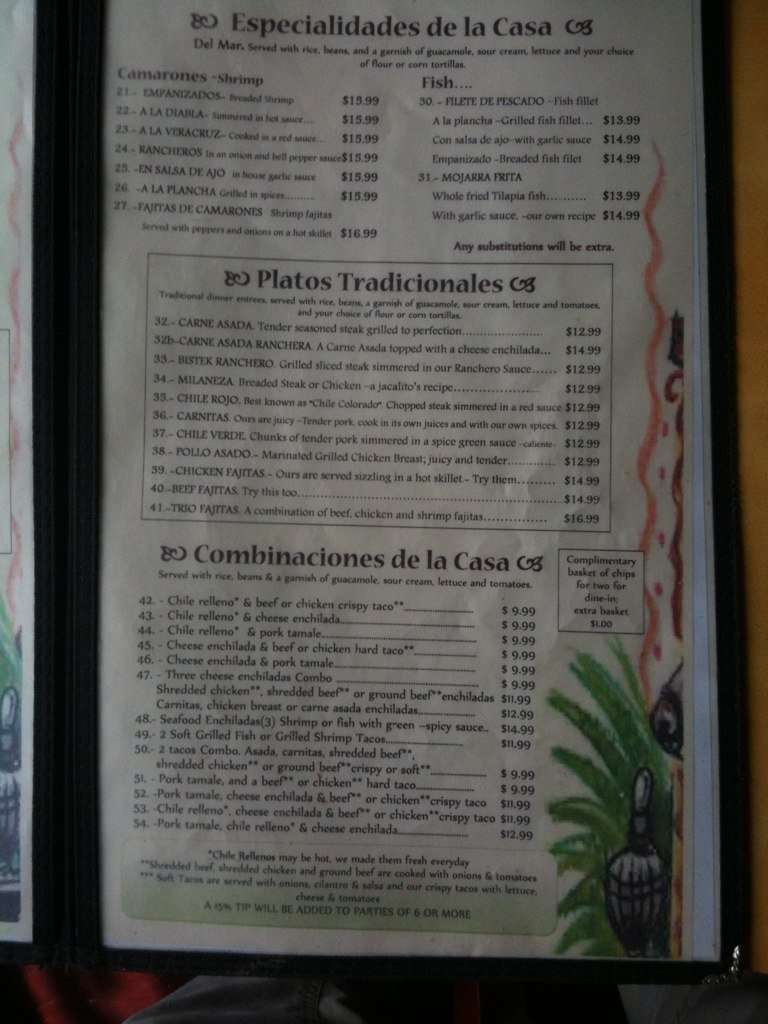 Especialidades de la Casa
Del Mar. Served with rice, beans, and a garnish of guacamole, sour cream, lettuce and your choice
of flour or corn tortillas.
Camarones -Shrimp
21.- EMPANIZADOS- Breaded Shrimp $15.99
22.- A LA DIABLA- Simmered in hot sauce.... $15.99
23.- A LA VERACRUZ- Cooked in a red sauce... $15.99
24.- RANCHEROS In an onion and bell pepper sauce $15.99
25. -EN SALSA DE AJO in house garlic sauce $15.99
26. -A LA PLANCHA Grilled in spices......... $15.99
27. -FAJITAS DE CAMARONES Shrimp fajitas
Served with peppers and onions on a hot skillet $16.99
Fish....
30. - FILETE DE PESCADO -Fish fillet
A la plancha -Grilled fish fillet... $13.99
Con salsa de ajo-with garlic sauce $14.99
Empanizado -Breaded fish filet $14.99
31.- MOJARRA FRITA
Whole fried Tilapia fish.......... $13.99
With garlic sauce, -our own recipe $14.99
Any substitutions will be extra.
Platos Tradicionales
Traditional dinner entrees, served with rice, beans, a garnish of guacamole, sour cream, lettuce and tomatoes,
and your choice of flour or corn tortillas.
32.- CARNE ASADA. Tender seasoned steak grilled to perfection...................... $12.99
32b-CARNE ASADA RANCHERA. A Carne Asada topped with a cheese enchilada... $14.99
33.- BISTEK RANCHERO. Grilled sliced steak simmered in our Ranchero Sauce...... $12.99
34.- MILANEZA. Breaded Steak or Chicken -a jacalito's recipe....................... $12.99
35.- CHILE ROJO. Best known as "Chile Colorado". Chopped steak simmered in a red sauce $12.99
36.- CARNITAS. Ours are juicy -Tender pork, cook in its own juices and with our own spices. $12.99
37.- CHILE VERDE. Chunks of tender pork simmered in a spice green sauce -caliente- $12.99
38.- POLLO ASADO.- Marinated Grilled Chicken Breast; juicy and tender............. $12.99
39. -CHICKEN FAJITAS.- Ours are served sizzling in a hot skillet.- Try them......... $14.99
40.-BEEF FAJITAS. Try this too.................................................................. $14.99
41.-TRIO FAJITAS. A combination of beef, chicken and shrimp fajitas............... $16.99
Combinaciones de la Casa
Served with rice, beans & a garnish of guacamole, sour cream, lettuce and tomatoes.
Complimentary
basket of chips
for two for
dine-in;
extra basket
$1.00
42. - Chile relleno* & beef or chicken crispy taco** $ 9.99
43. - Chile relleno* & cheese enchilada $ 9.99
44. - Chile relleno* & pork tamale $ 9.99
45. - Cheese enchilada & beef or chicken hard taco** $ 9.99
46. - Cheese enchilada & pork tamale $ 9.99
47. - Three cheese enchiladas Combo $ 9.99
Shredded chicken**, shredded beef** or ground beef**enchiladas $11.99
Carnitas, chicken breast or carne asada enchiladas $12.99
48.- Seafood Enchiladas(3) Shrimp or fish with green -spicy sauce.. $14.99
49.- 2 Soft Grilled Fish or Grilled Shrimp Tacos $11.99
50.- 2 tacos Combo. Asada, carnitas, shredded beef**,
shredded chicken** or ground beef**crispy or soft** $ 9.99
51. - Pork tamale, and a beef** or chicken** hard taco $ 9.99
52. -Pork tamale, cheese enchilada & beef** or chicken**crispy taco $11.99
53. -Chile relleno*, cheese enchilada & beef** or chicken**crispy taco $11.99
54. -Pork tamale, chile relleno* & cheese enchilada $12.99
*Chile Rellenos may be hot, we made them fresh everyday
**Shredded beef, shredded chicken and ground beef are cooked with onions & tomatoes
*** Soft Tacos are served with onions, cilantro & salsa and our crispy tacos with lettuce,
cheese & tomatoes
A 15% TIP WILL BE ADDED TO PARTIES OF 6 OR MORE